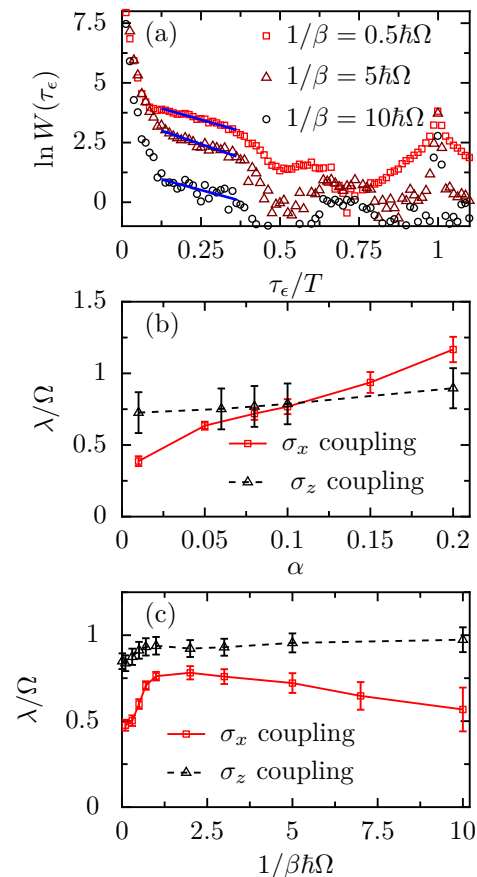 7.5
5
2.5
0
ln W(τ_ϵ)
(a)
1/β = 0.5ℏΩ
1/β = 5ℏΩ
1/β = 10ℏΩ
0 0.25 0.5 0.75 1
τ_ϵ/T
1.5
1
0.5
0
λ/Ω
(b)
σ_x coupling
σ_z coupling
0 0.05 0.1 0.15 0.2
α
1
0.5
0
λ/Ω
(c)
σ_x coupling
σ_z coupling
0 2.5 5 7.5 10
1/βℏΩ